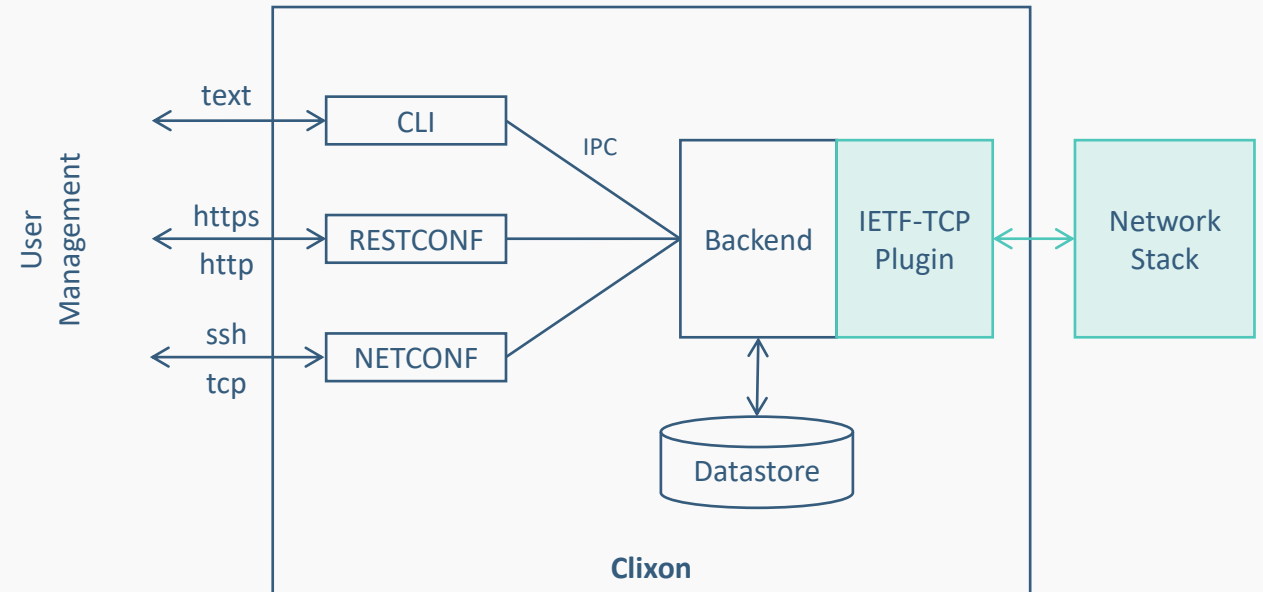 User
Management
text
https
http
ssh
tcp
CLI
RESTCONF
NETCONF
IPC
Backend
IETF-TCP
Plugin
Network
Stack
Datastore
Clixon